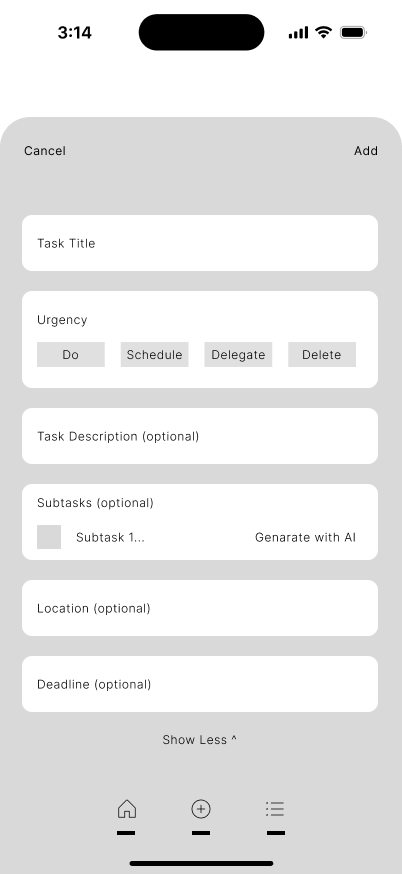 3:14
Cancel Add
Task Title
Urgency
Do Schedule Delegate Delete
Task Description (optional)
Subtasks (optional)
Subtask 1... Genarate with AI
Location (optional)
Deadline (optional)
Show Less ^